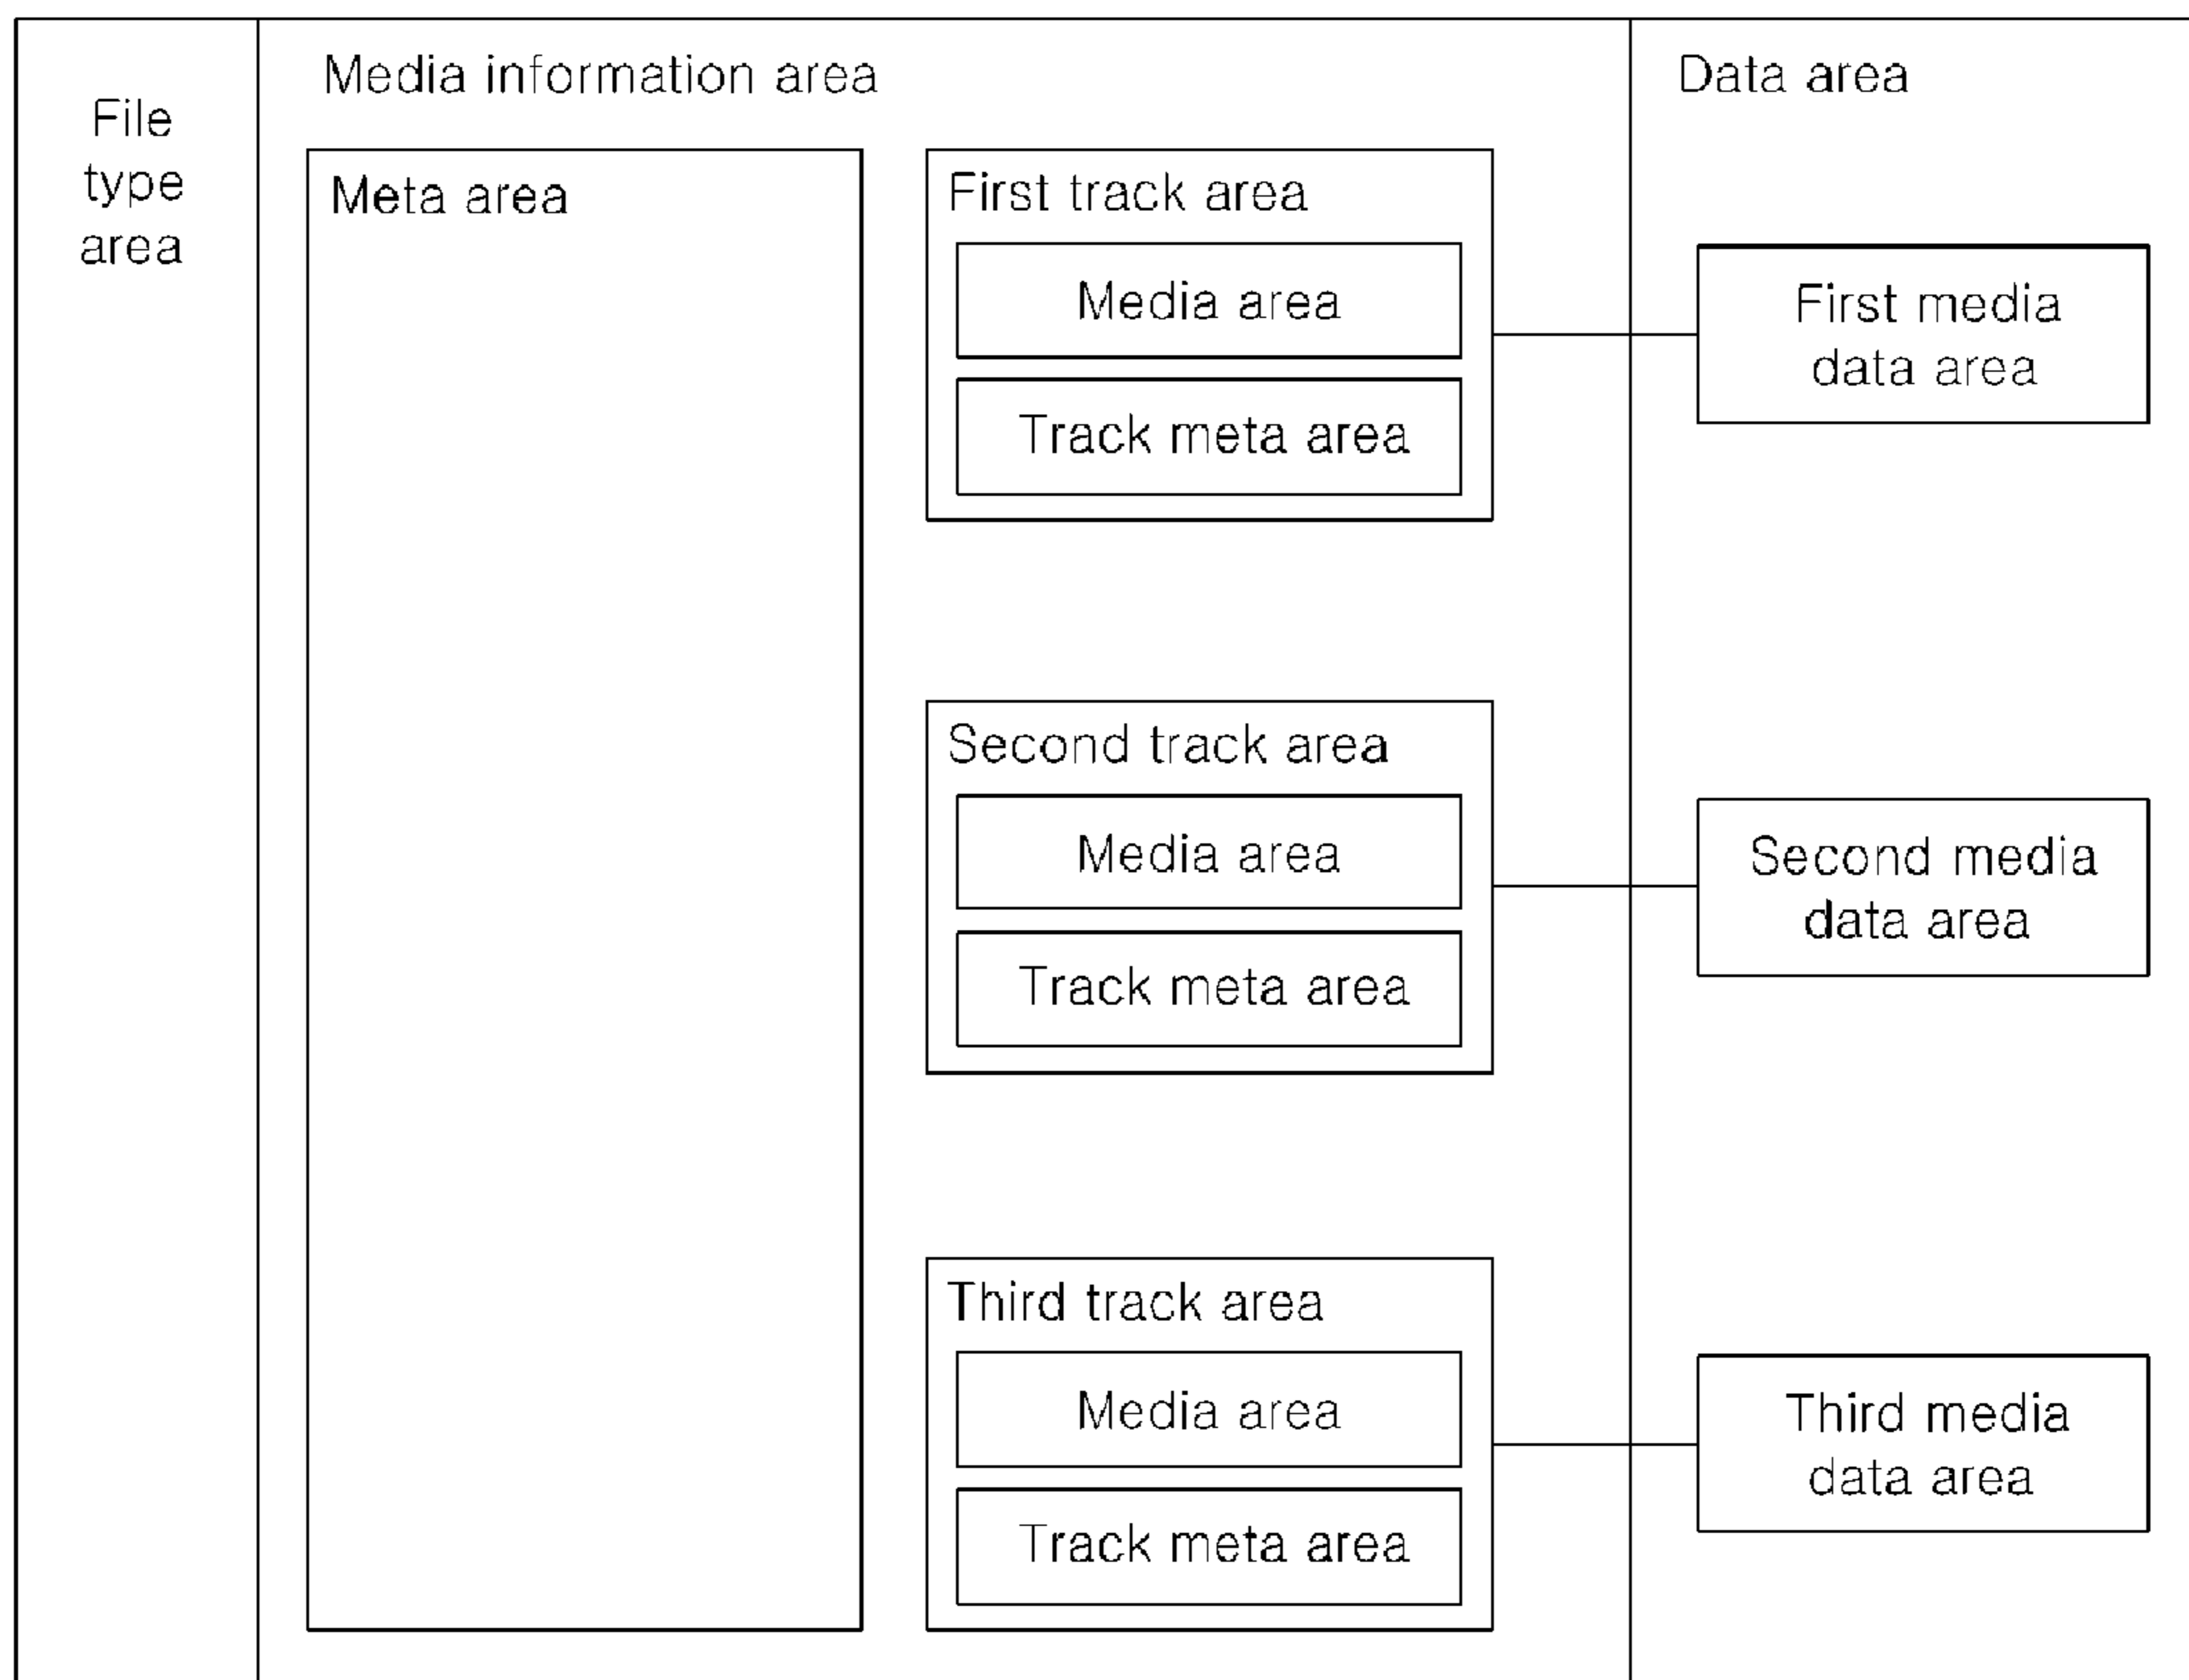 File
type
area
Media information area
Meta area
First track area
Media area
Track meta area
Second track area
Media area
Track meta area
Third track area
Media area
Track meta area
Data area
First media
data area
Second media
data area
Third media
data area